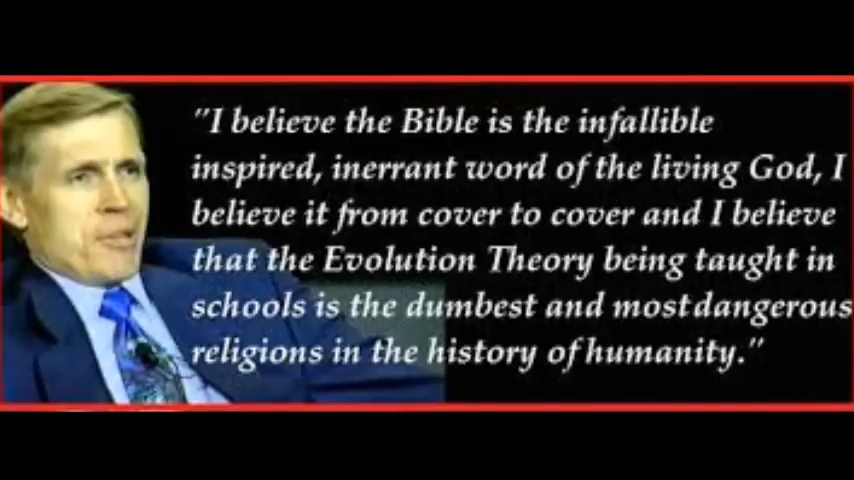 "I believe the Bible is the infallible
inspired, inerrant word of the living God, I
believe it from cover to cover and I believe
that the Evolution Theory being taught in
schools is the dumbest and most dangerous
religions in the history of humanity."